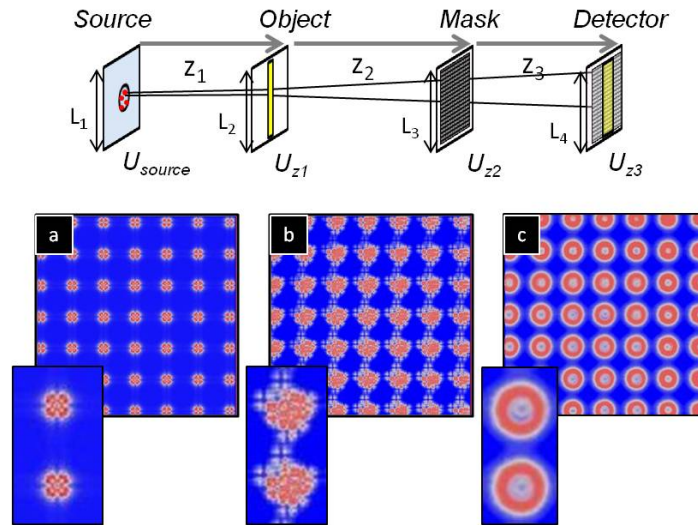 Source Object Mask Detector
Z1 Z2 Z3
L1 L2 L3 L4
Usource Uz1 Uz2 Uz3
a b c